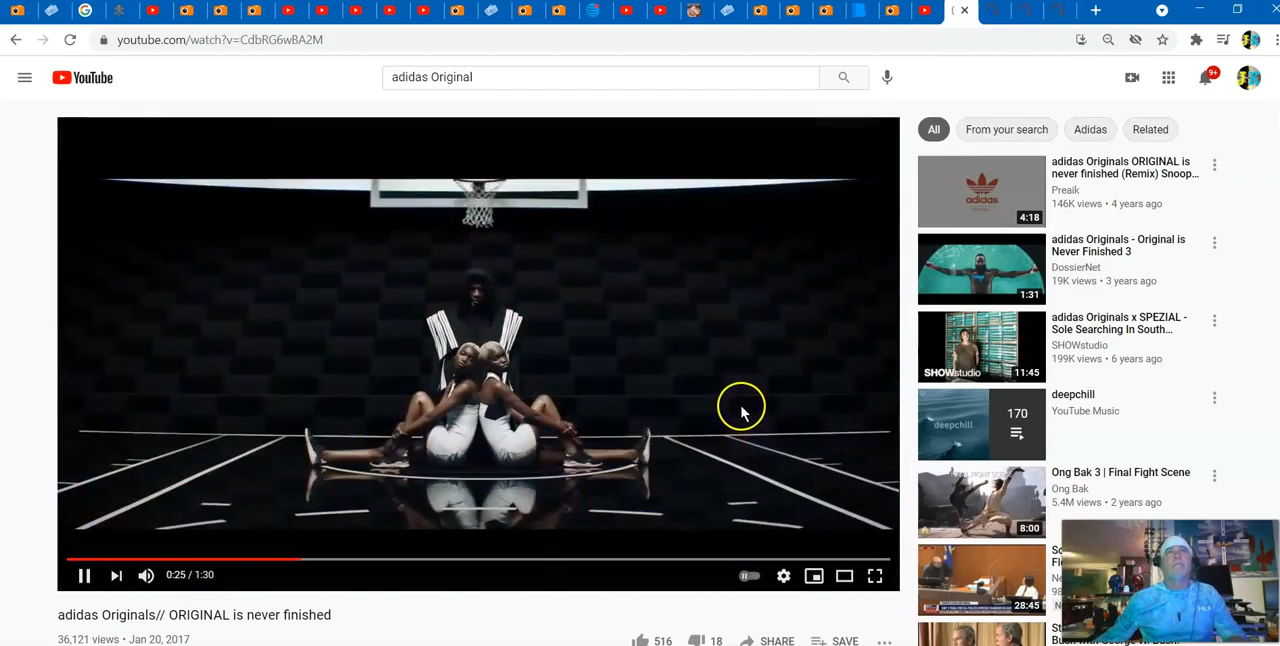 youtube.com/watch?v=CdbRG6wBA2M
YouTube
adidas Original
9+
0:25 / 1:30
adidas Originals// ORIGINAL is never finished
36,121 views • Jan 20, 2017
516
18
SHARE
SAVE
All
From your search
Adidas
Related
adidas
4:18
adidas Originals ORIGINAL is
never finished (Remix) Snoop...
Preaik
146K views • 4 years ago
1:31
adidas Originals - Original is
Never Finished 3
DossierNet
19K views • 3 years ago
SHOWstudio
11:45
adidas Originals x SPEZIAL -
Sole Searching In South...
SHOWstudio
199K views • 6 years ago
deepchill
170
deepchill
YouTube Music
8:00
Ong Bak 3 | Final Fight Scene
Ong Bak
5.4M views • 2 years ago
28:45